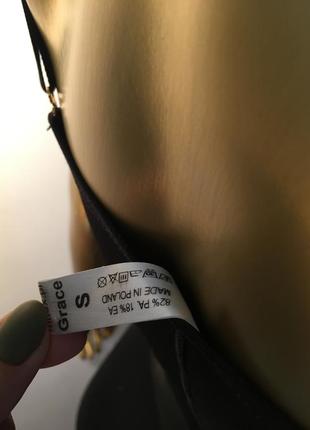 Grace
S
82% PA 18% EA
MADE IN POLAND